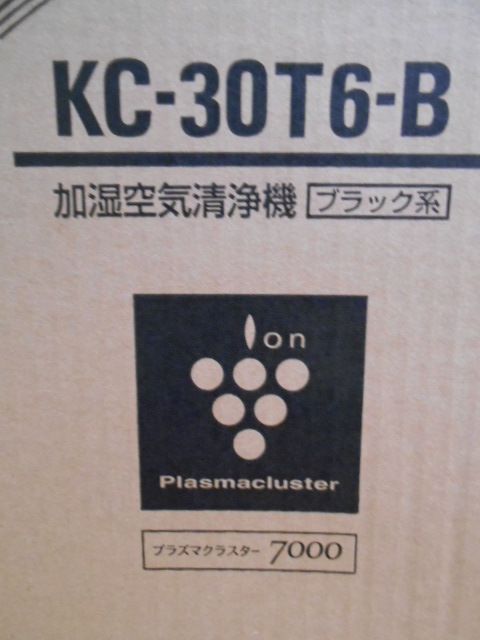 KC-30T6-B
加湿空気清浄機 ブラック系
Ion
Plasmacluster
プラズマクラスター 7000